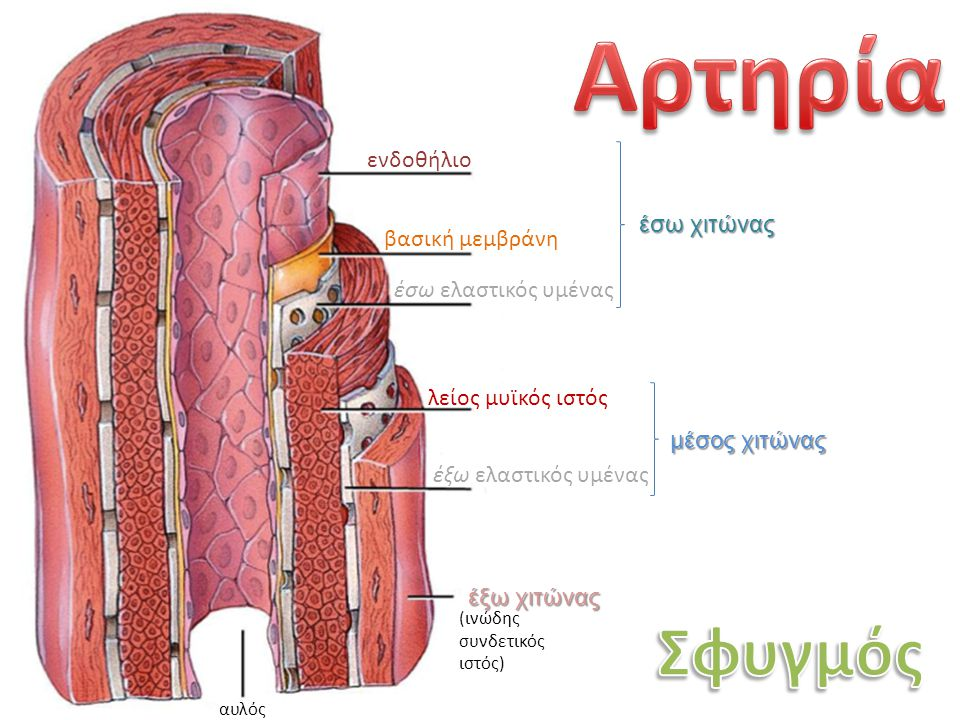 Αρτηρία
ενδοθήλιο
έσω χιτώνας
βασική μεμβράνη
έσω ελαστικός υμένας
λείος μυϊκός ιστός
μέσος χιτώνας
έξω ελαστικός υμένας
έξω χιτώνας
(ινώδης
συνδετικός
ιστός)
Σφυγμός
αυλός